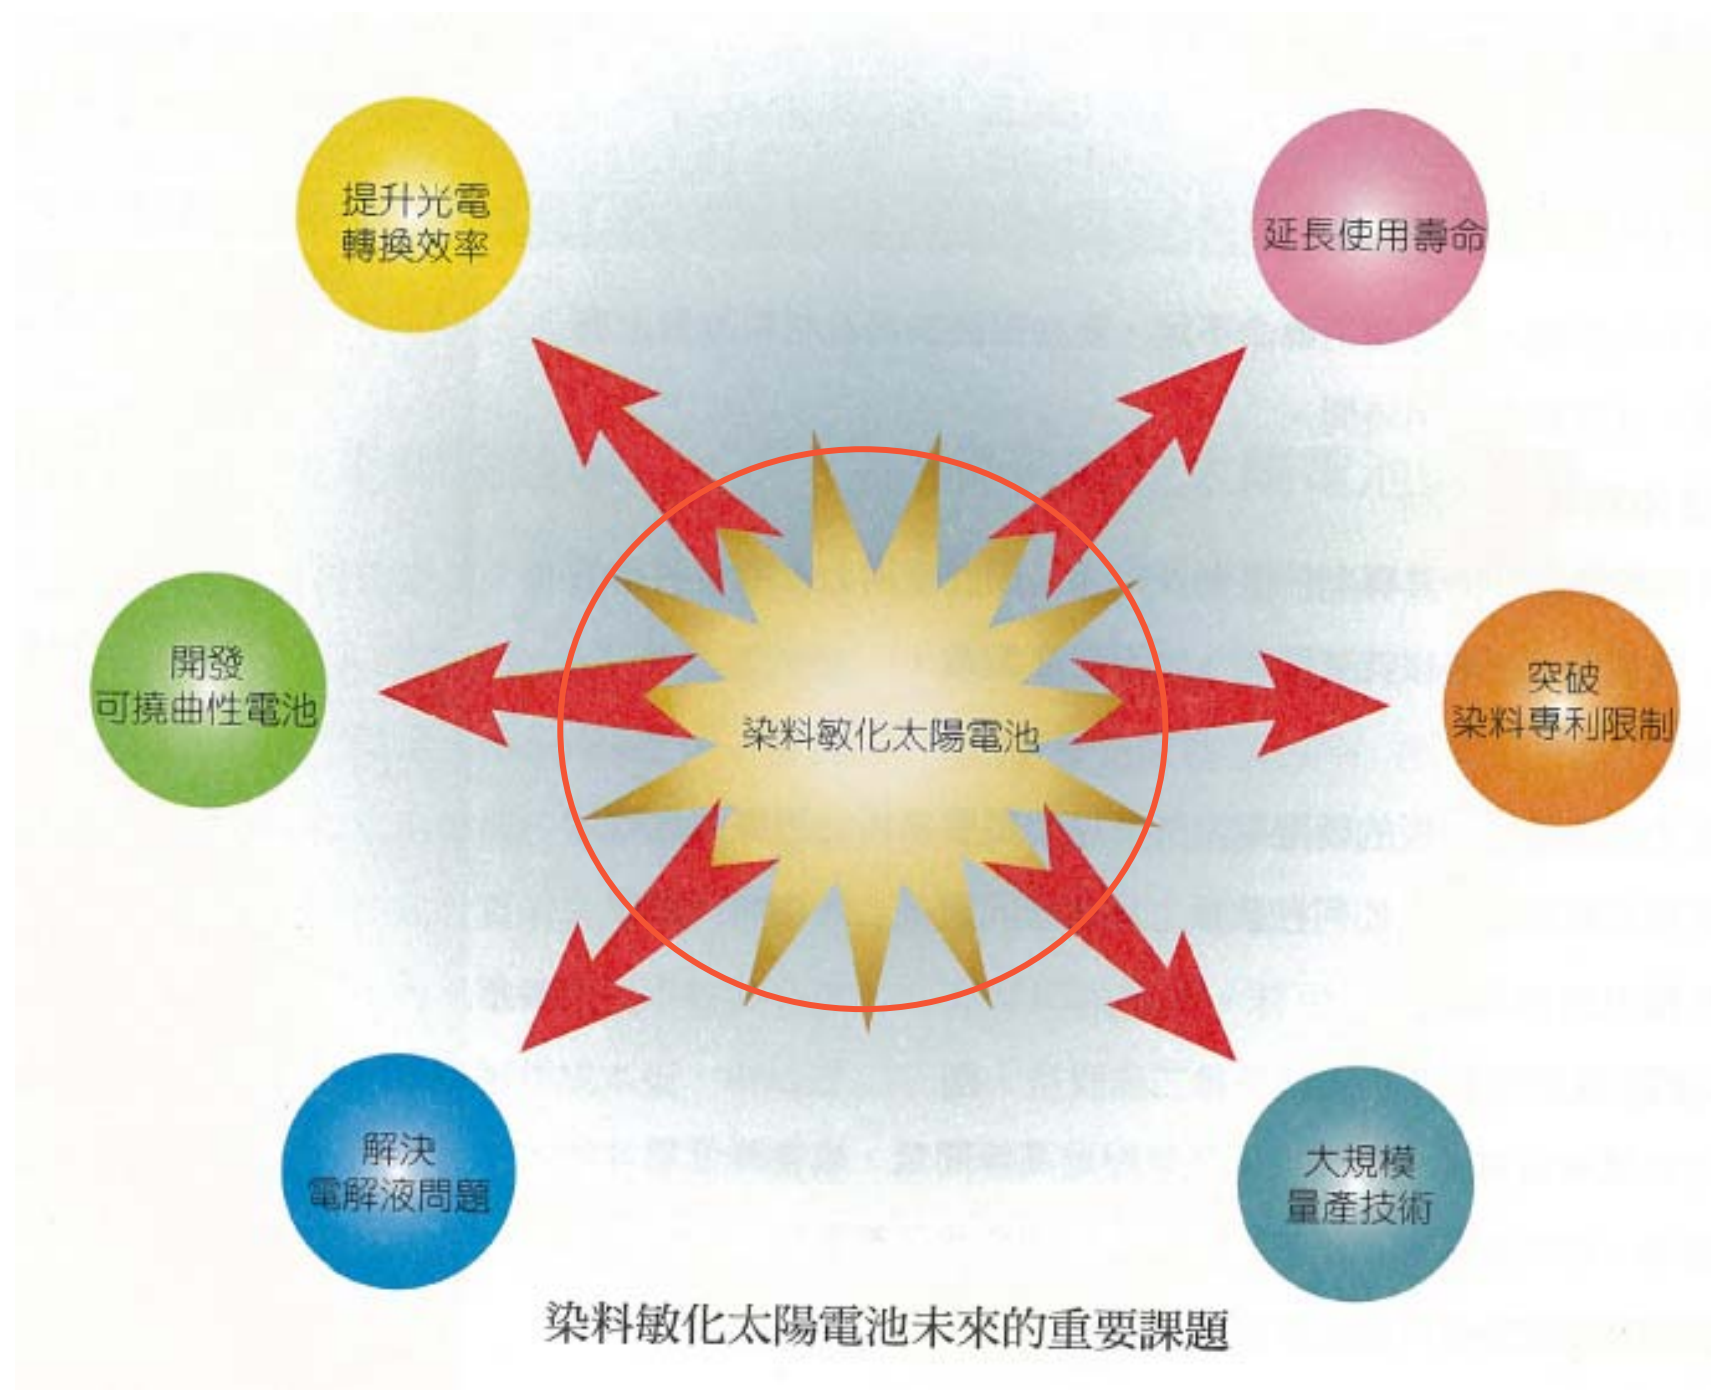 提升光電
轉換效率
延長使用壽命
開發
可撓曲性電池
染料敏化太陽電池
突破
染料專利限制
解決
電解液問題
大規模
量產技術
染料敏化太陽電池未來的重要課題